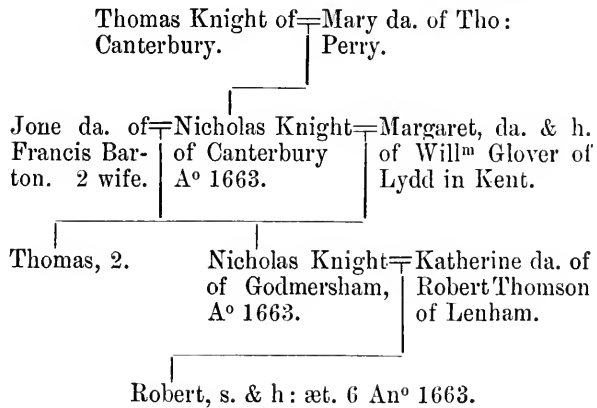 Thomas Knight of╤Mary da. of Tho:
Canterbury. Perry.
Jone da. of╤Nicholas Knight╤Margaret, da. & h.
Francis Bar- of Canterbury of Will^m Glover of
ton. 2 wife. Aº 1663. Lydd in Kent.
Thomas, 2. Nicholas Knight╤Katherine da. of
of Godmersham, Robert Thomson
Aº 1663. of Lenham.
Robert, s. & h: æt. 6 Anº 1663.